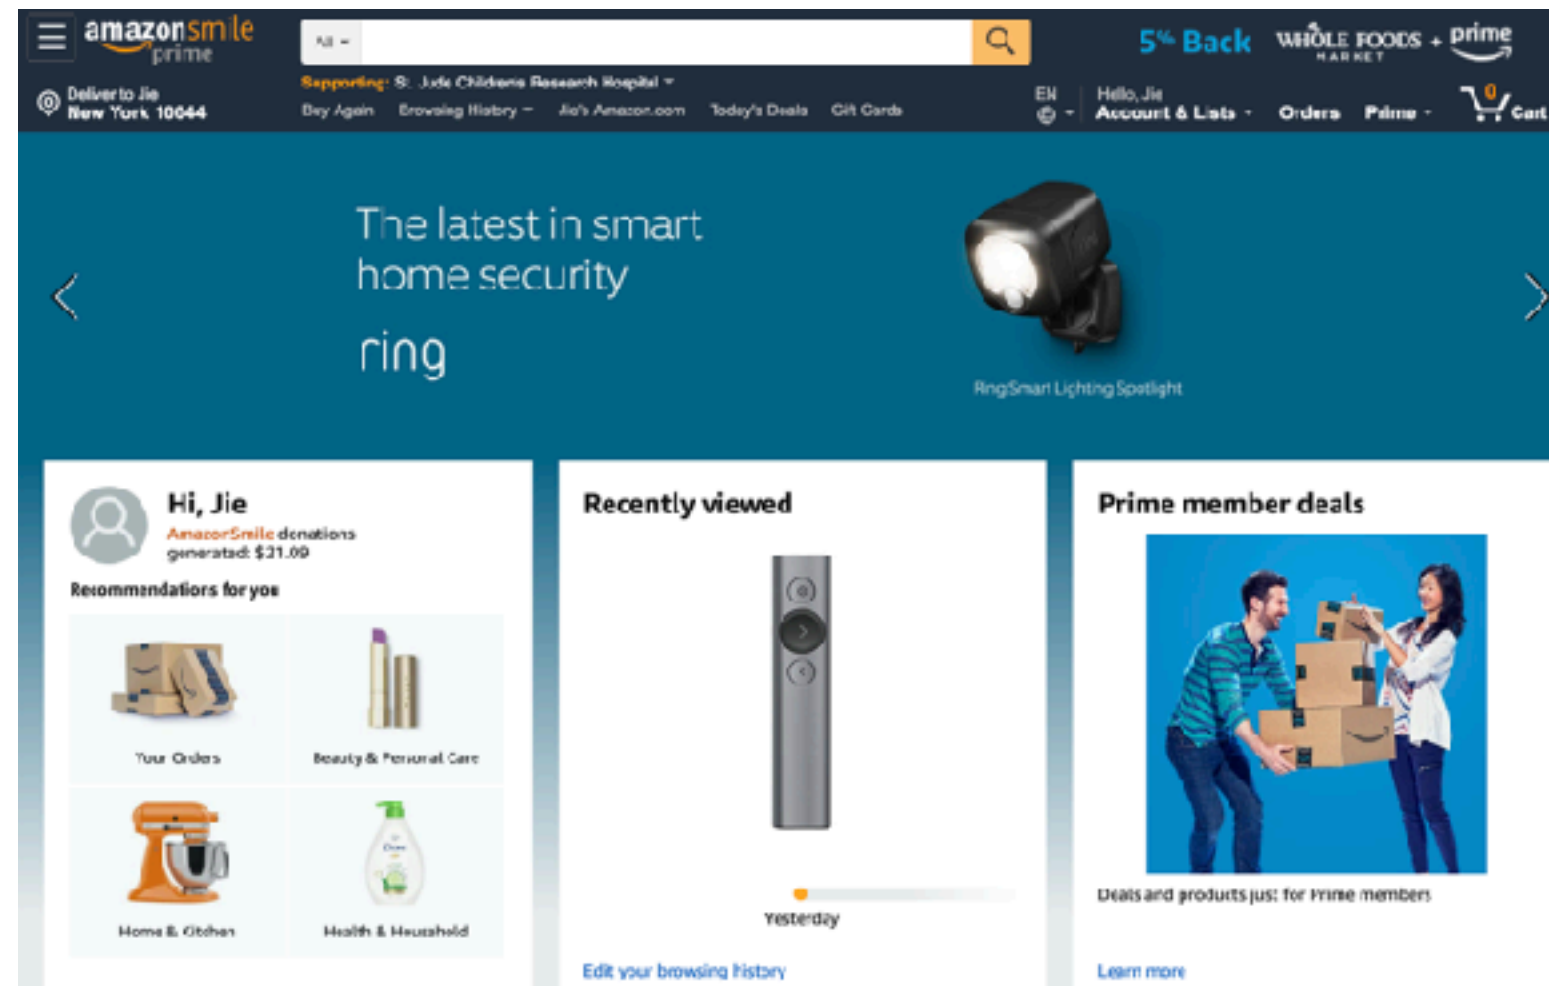 amazonsmile
prime
All
5% Back
WHOLE FOODS + prime
MARKET
Deliver to Jie
New York 10044
Supporting: St. Jude Children's Research Hospital
Buy Again Browsing History Jie's Amazon.com Today's Deals Gift Cards
EN
Hello, Jie
Account & Lists Orders Prime 0 Cart
The latest in smart
home security
ring
Ring Smart Lighting Spotlight
Hi, Jie
AmazonSmile donations
generated: $21.09
Recommendations for you
Your Orders
Beauty & Personal Care
Home & Kitchen
Health & Household
Recently viewed
Yesterday
Edit your browsing history
Prime member deals
Deals and products just for Prime members
Learn more